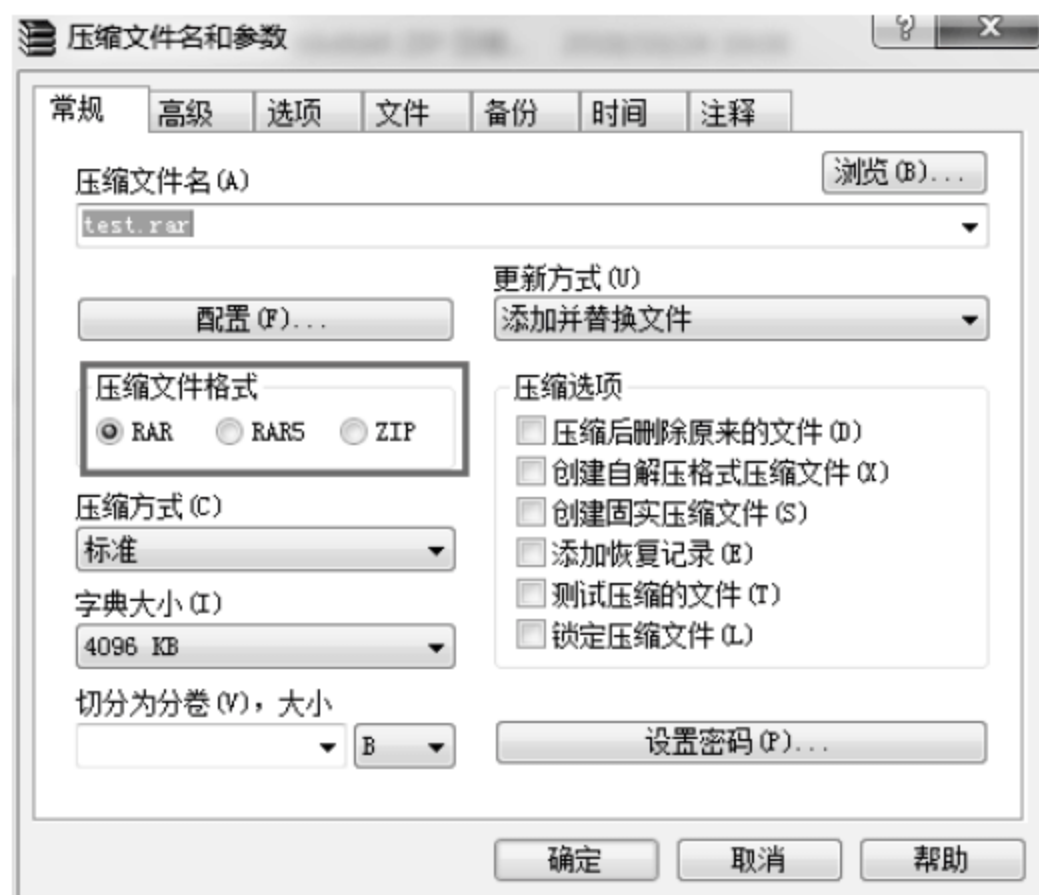 压缩文件名和参数
常规 高级 选项 文件 备份 时间 注释
压缩文件名(A)
浏览(B)...
test.rar
配置(F)...
更新方式(U)
添加并替换文件
压缩文件格式
RAR RAR5 ZIP
压缩方式(C)
标准
字典大小(I)
4096 KB
切分为分卷(V)，大小
B
压缩选项
压缩后删除原来的文件(D)
创建自解压格式压缩文件(X)
创建固实压缩文件(S)
添加恢复记录(E)
测试压缩的文件(T)
锁定压缩文件(L)
设置密码(P)...
确定 取消 帮助